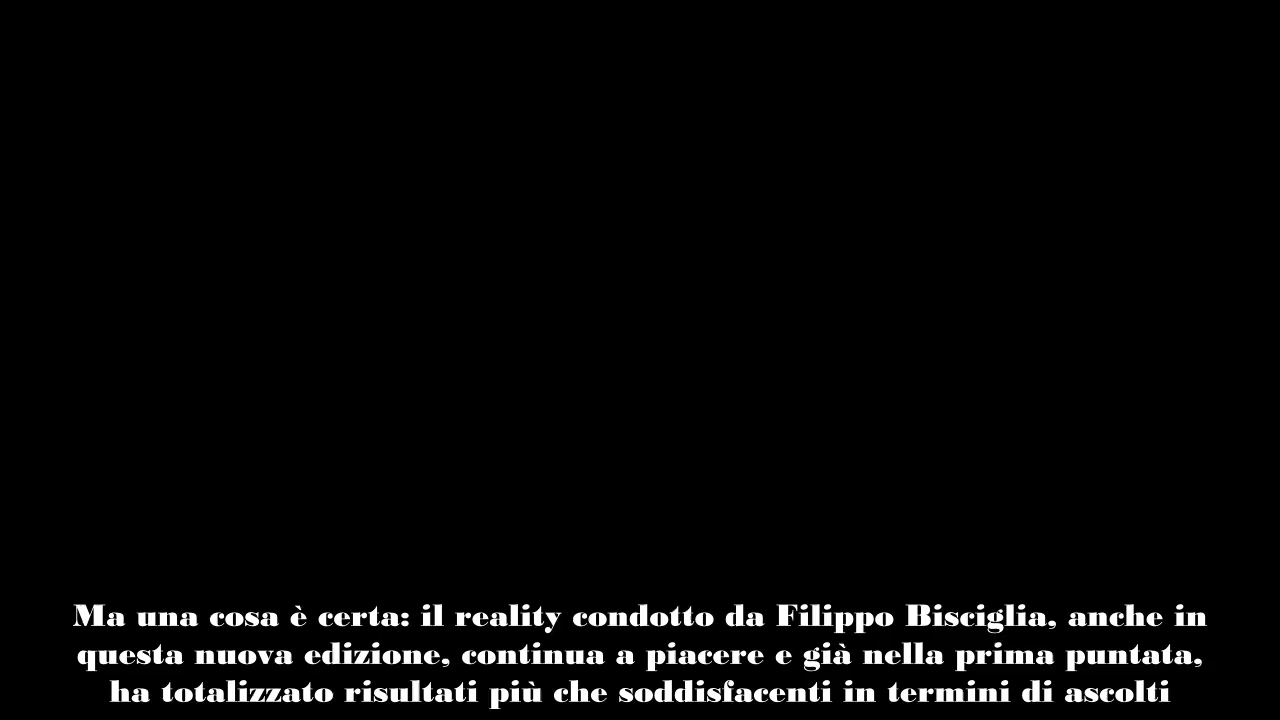 Ma una cosa è certa: il reality condotto da Filippo Bisciglia, anche in
questa nuova edizione, continua a piacere e già nella prima puntata,
ha totalizzato risultati più che soddisfacenti in termini di ascolti